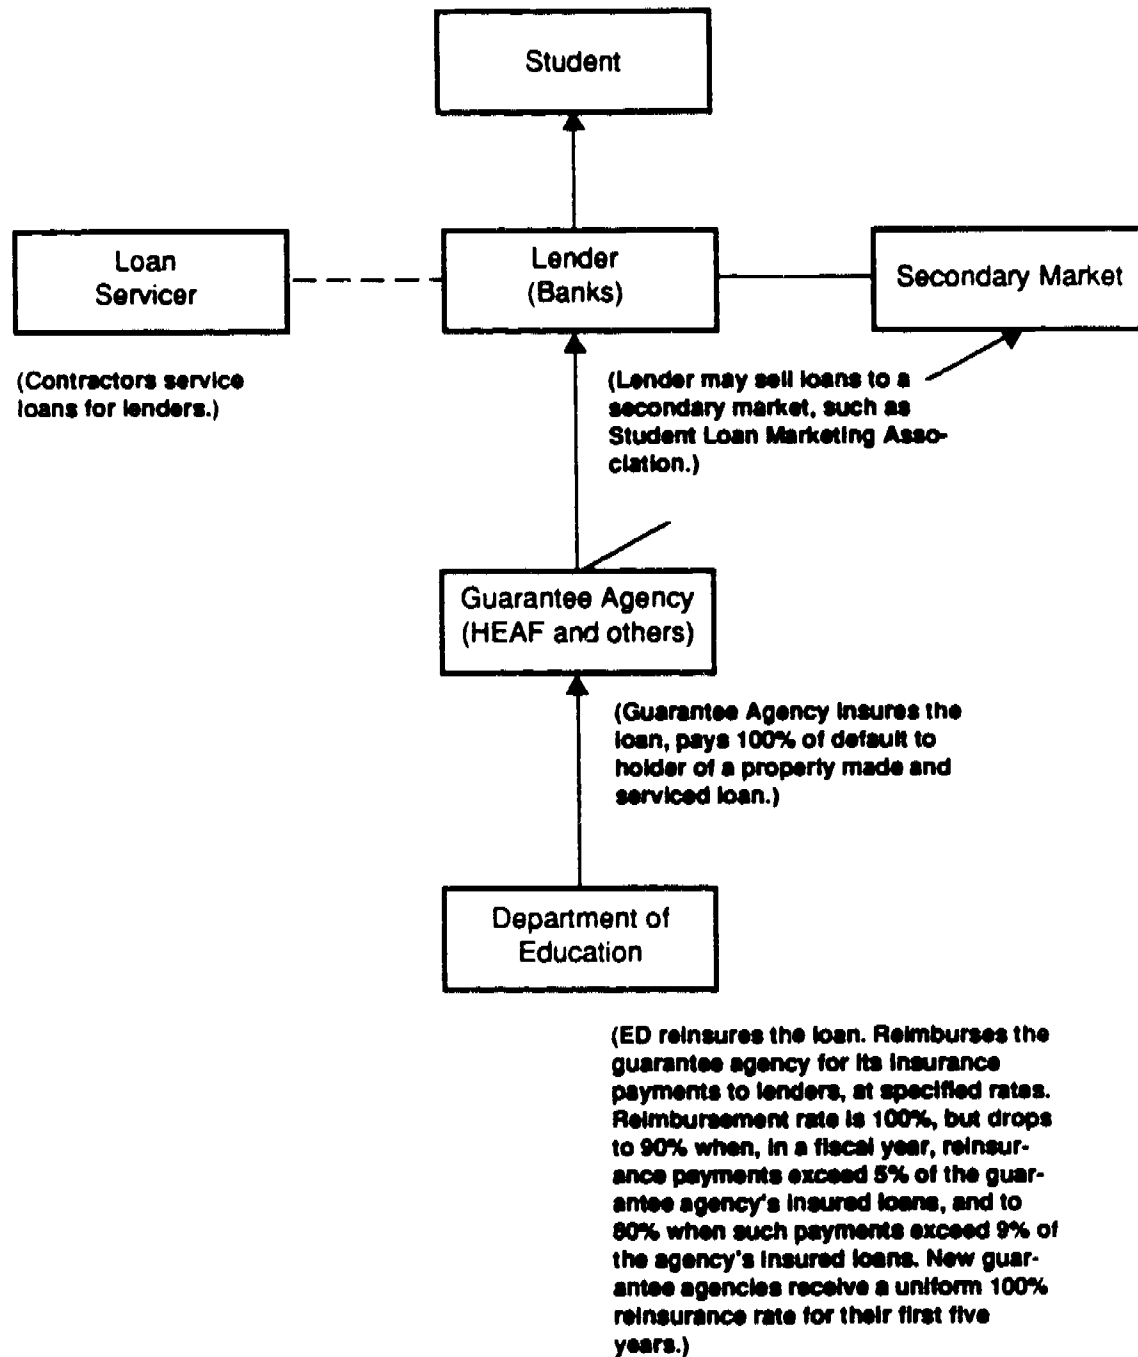 Student
Loan
Servicer
Lender
(Banks)
Secondary Market
(Contractors service
loans for lenders.)
(Lender may sell loans to a
secondary market, such as
Student Loan Marketing Asso-
ciation.)
Guarantee Agency
(HEAF and others)
(Guarantee Agency insures the
loan, pays 100% of default to
holder of a properly made and
serviced loan.)
Department of
Education
(ED reinsures the loan. Reimburses the
guarantee agency for its insurance
payments to lenders, at specified rates.
Reimbursement rate is 100%, but drops
to 90% when, in a fiscal year, reinsur-
ance payments exceed 5% of the guar-
antee agency's insured loans, and to
80% when such payments exceed 9% of
the agency's insured loans. New guar-
antee agencies receive a uniform 100%
reinsurance rate for their first five
years.)